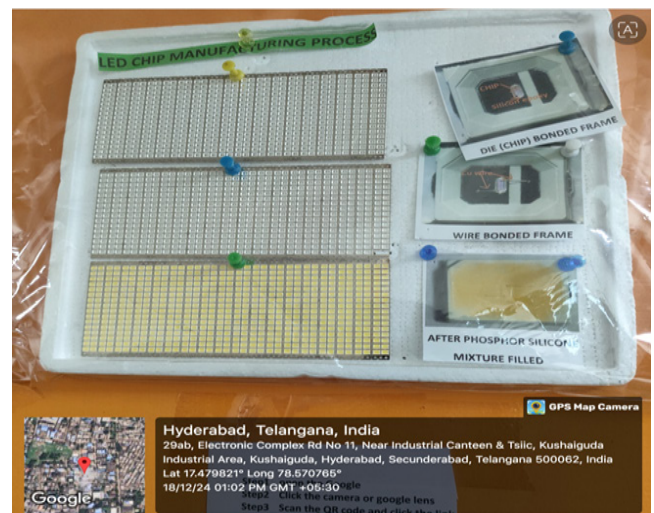 LED CHIP MANUFACTURING PROCESS
CHIP
DIE (CHIP) BONDED FRAME
WIRE BONDED FRAME
AFTER PHOSPHOR SILICONE
MIXTURE FILLED
GPS Map Camera
Hyderabad, Telangana, India
29ab, Electronic Complex Rd No 11, Near Industrial Canteen & Tsiic, Kushaiguda
Industrial Area, Kushaiguda, Hyderabad, Secunderabad, Telangana 500062, India
Lat 17.479821° Long 78.570765°
18/12/24 01:02 PM GMT +05:30
Google
Step2 Click the camera or google lens
Step3 Scan the QR code and click the